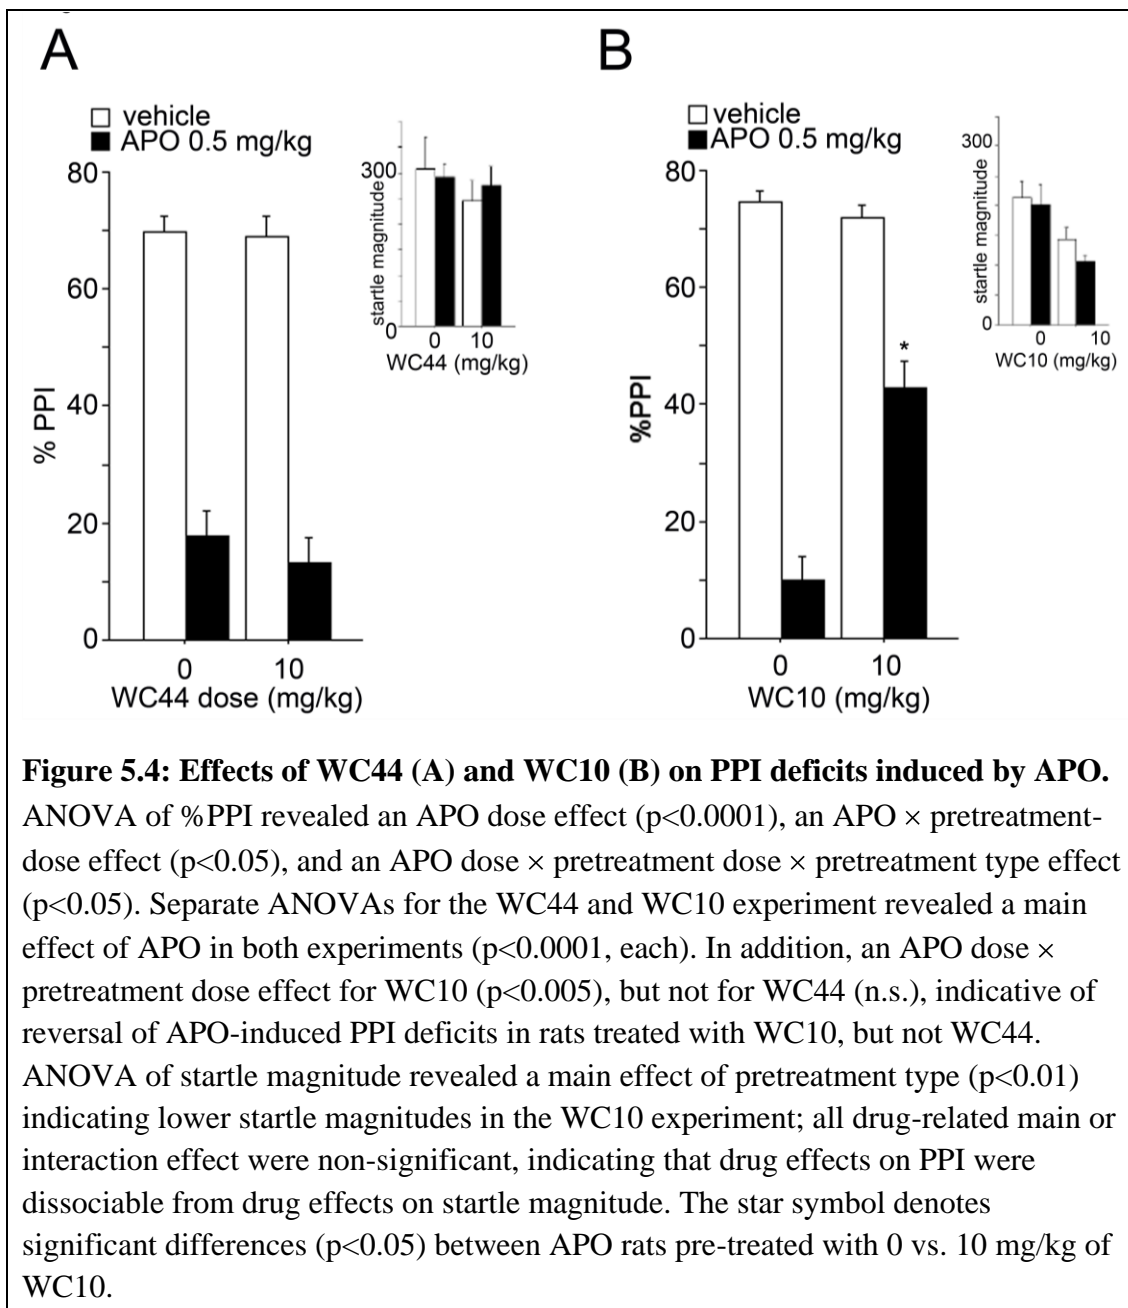 A
vehicle
APO 0.5 mg/kg
80
60
40
20
0
% PPI
0
10
WC44 dose (mg/kg)
300
0
startle magnitude
0
10
WC44 (mg/kg)
B
vehicle
APO 0.5 mg/kg
80
60
40
20
0
%PPI
*
0
10
WC10 (mg/kg)
300
0
startle magnitude
0
10
WC10 (mg/kg)
Figure 5.4: Effects of WC44 (A) and WC10 (B) on PPI deficits induced by APO.
ANOVA of %PPI revealed an APO dose effect (p<0.0001), an APO × pretreatment-
dose effect (p<0.05), and an APO dose × pretreatment dose × pretreatment type effect
(p<0.05). Separate ANOVAs for the WC44 and WC10 experiment revealed a main
effect of APO in both experiments (p<0.0001, each). In addition, an APO dose ×
pretreatment dose effect for WC10 (p<0.005), but not for WC44 (n.s.), indicative of
reversal of APO-induced PPI deficits in rats treated with WC10, but not WC44.
ANOVA of startle magnitude revealed a main effect of pretreatment type (p<0.01)
indicating lower startle magnitudes in the WC10 experiment; all drug-related main or
interaction effect were non-significant, indicating that drug effects on PPI were
dissociable from drug effects on startle magnitude. The star symbol denotes
significant differences (p<0.05) between APO rats pre-treated with 0 vs. 10 mg/kg of
WC10.